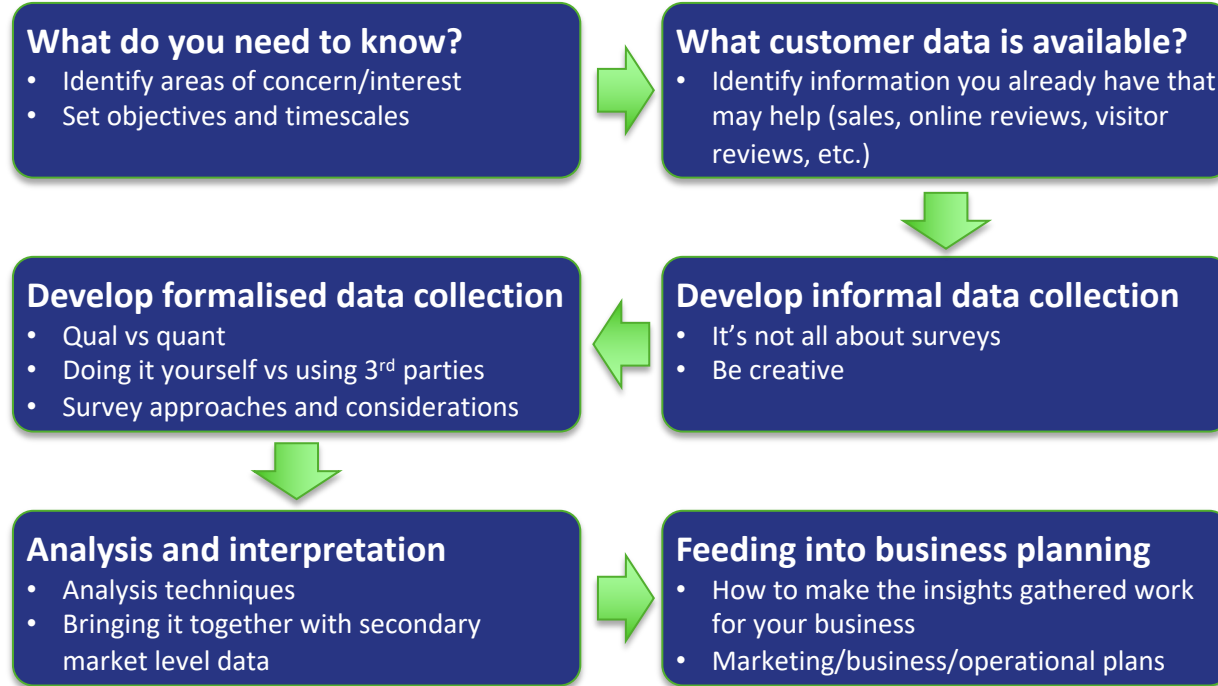 What do you need to know?
• Identify areas of concern/interest
• Set objectives and timescales
What customer data is available?
• Identify information you already have that
may help (sales, online reviews, visitor
reviews, etc.)
Develop informal data collection
• It’s not all about surveys
• Be creative
Develop formalised data collection
• Qual vs quant
• Doing it yourself vs using 3rd parties
• Survey approaches and considerations
Analysis and interpretation
• Analysis techniques
• Bringing it together with secondary
market level data
Feeding into business planning
• How to make the insights gathered work
for your business
• Marketing/business/operational plans